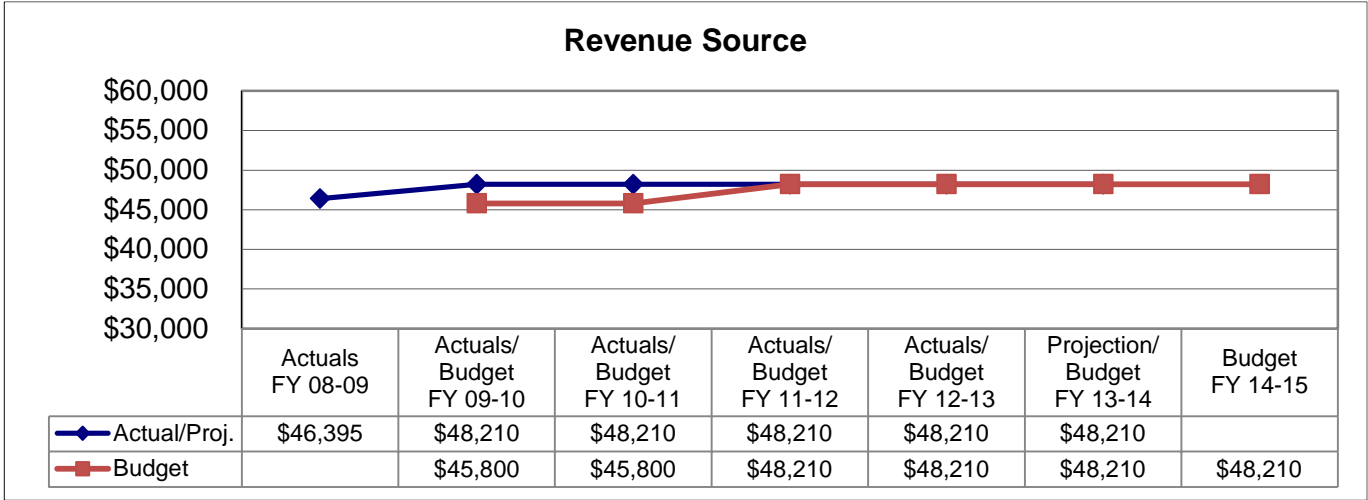 Revenue Source
$60,000
$55,000
$50,000
$45,000
$40,000
$35,000
$30,000
Actuals
FY 08-09
Actuals/
Budget
FY 09-10
Actuals/
Budget
FY 10-11
Actuals/
Budget
FY 11-12
Actuals/
Budget
FY 12-13
Projection/
Budget
FY 13-14
Budget
FY 14-15
Actual/Proj. $46,395 $48,210 $48,210 $48,210 $48,210 $48,210
Budget $45,800 $45,800 $48,210 $48,210 $48,210 $48,210